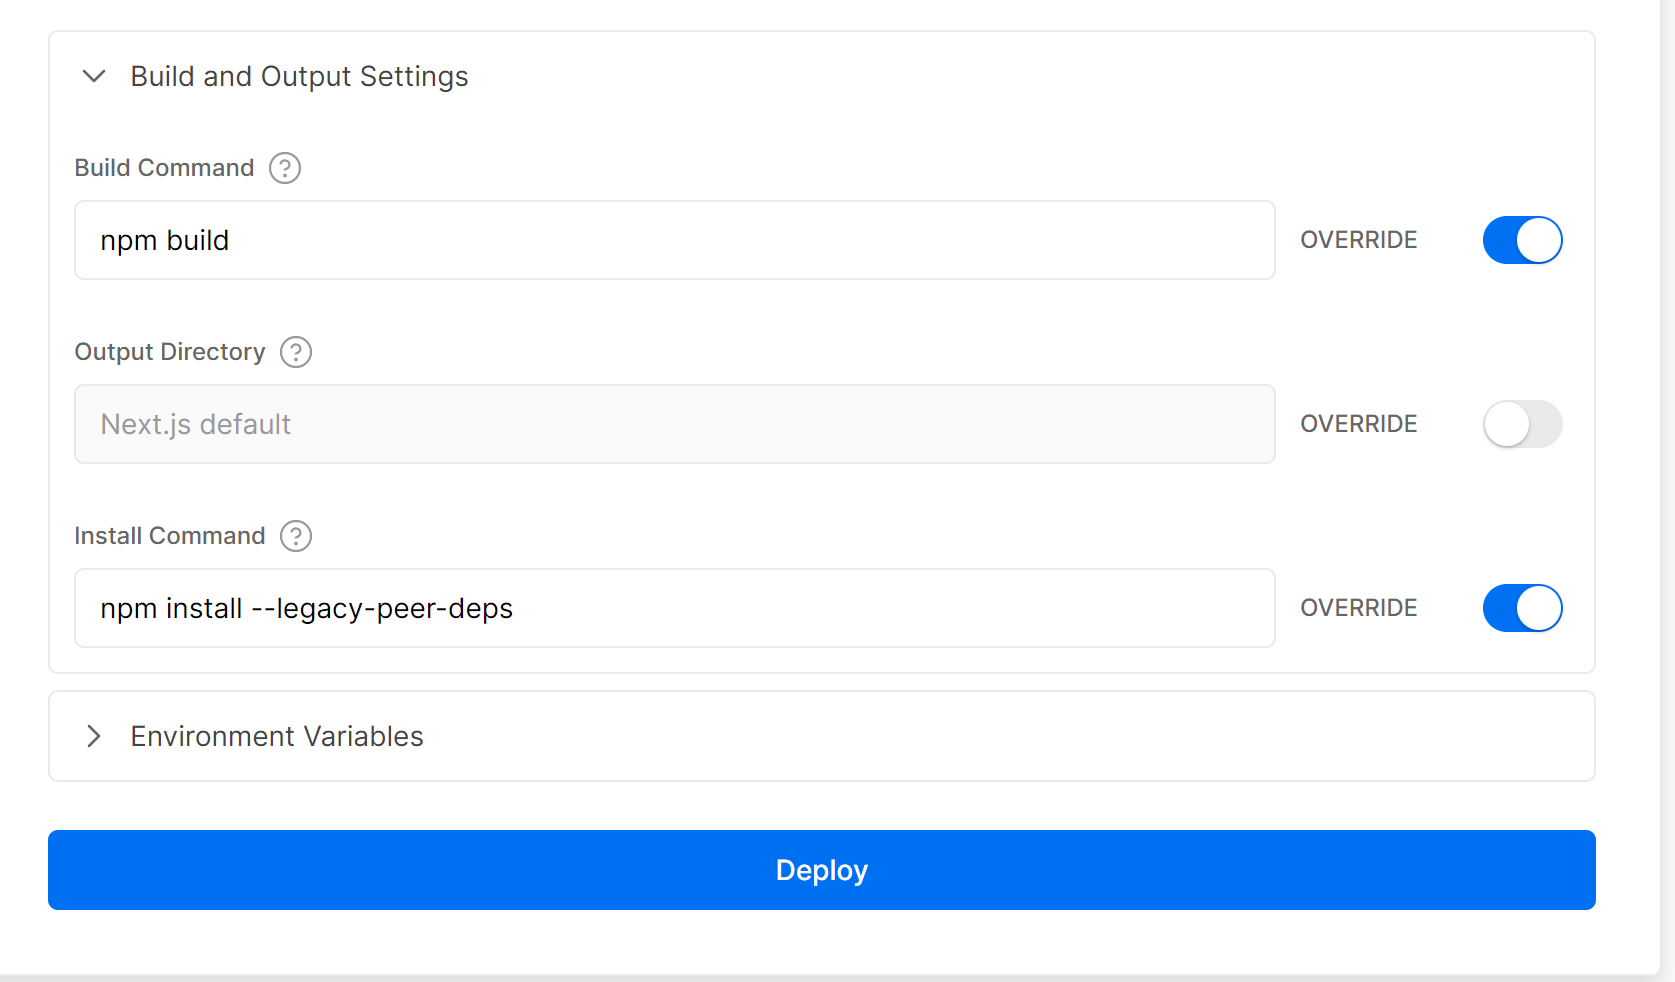 Build and Output Settings
Build Command ?
npm build
OVERRIDE
Output Directory ?
Next.js default
OVERRIDE
Install Command ?
npm install --legacy-peer-deps
OVERRIDE
Environment Variables
Deploy